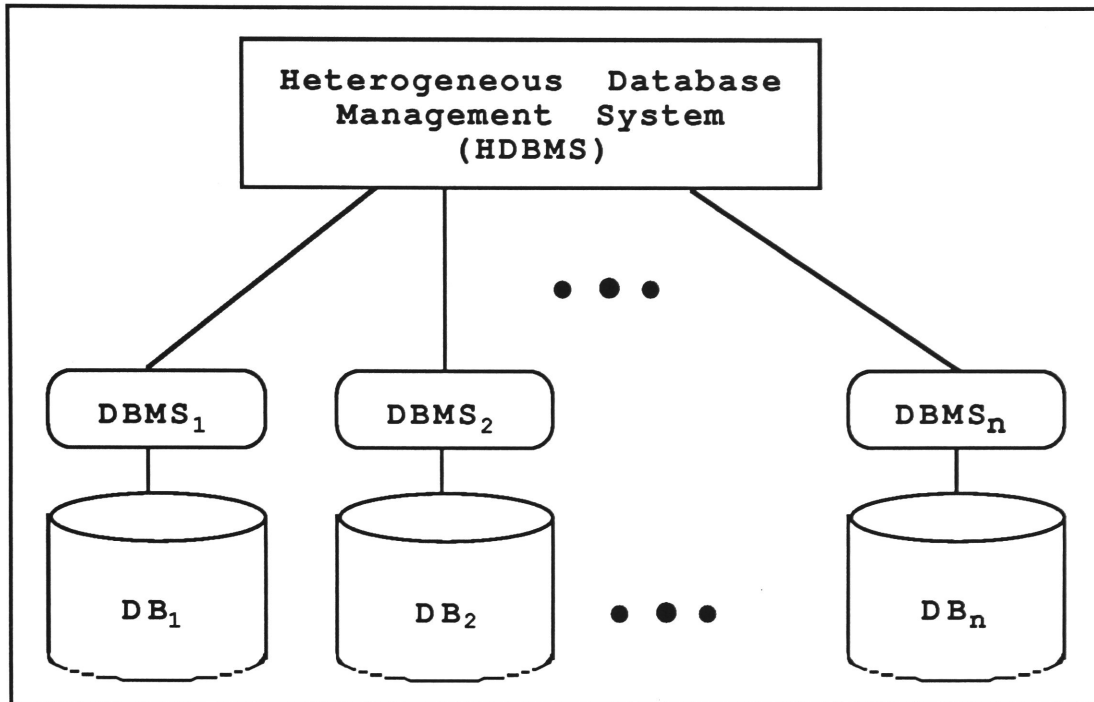 Heterogeneous Database
Management System
(HDBMS)
DBMS₁
DBMS₂
DBMSₙ
DB₁
DB₂
DBₙ